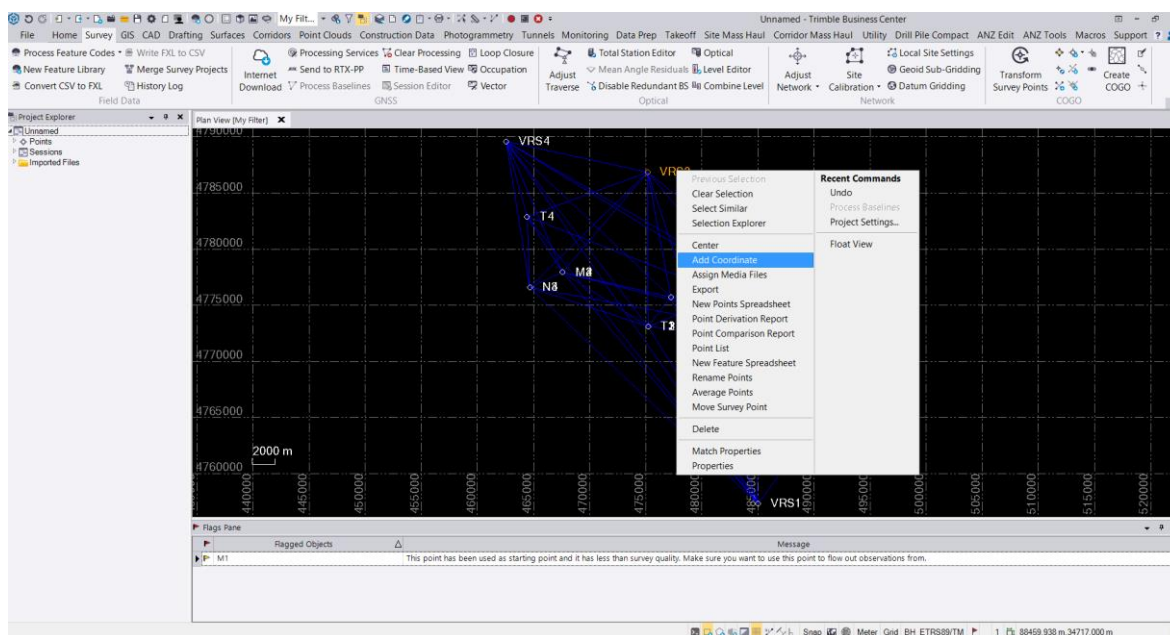 My Filt...
Unnamed - Trimble Business Center
File Home Survey GIS CAD Drafting Surfaces Corridors Point Clouds Construction Data Photogrammetry Tunnels Monitoring Data Prep Takeoff Site Mass Haul Corridor Mass Haul Utility Drill Pile Compact ANZ Edit ANZ Tools Macros Support ?
Process Feature Codes Write FXL to CSV
New Feature Library Merge Survey Projects
Convert CSV to FXL History Log
Field Data
Internet Download
Processing Services Clear Processing Loop Closure
Send to RTX-PP Time-Based View Occupation
Process Baselines Session Editor Vector
GNSS
Adjust Traverse
Total Station Editor Optical
Mean Angle Residuals Level Editor
Disable Redundant BS Combine Level
Optical
Adjust Network
Site Calibration
Local Site Settings
Geoid Sub-Gridding
Datum Gridding
Network
Transform Survey Points
Create COGO
COGO
Project Explorer
Unnamed
Points
Sessions
Imported Files
Plan View [My Filter]
4790000
4785000
4780000
4775000
4770000
4765000
4760000
VRS4
T4
VRS1
2000 m
440000
445000
450000
455000
460000
465000
470000
475000
480000
485000
490000
495000
500000
505000
510000
515000
520000
Previous Selection
Clear Selection
Select Similar
Selection Explorer
Center
Add Coordinate
Assign Media Files
Export
New Points Spreadsheet
Point Derivation Report
Point Comparison Report
Point List
New Feature Spreadsheet
Rename Points
Average Points
Move Survey Point
Delete
Match Properties
Properties
Recent Commands
Undo
Process Baselines
Project Settings...
Float View
Flags Pane
Flagged Objects Message
M1 This point has been used as starting point and it has less than survey quality. Make sure you want to use this point to flow out observations from.
Snap Meter Grid BH_ETRS89/TM 1 88459.938 m, 34717.000 m